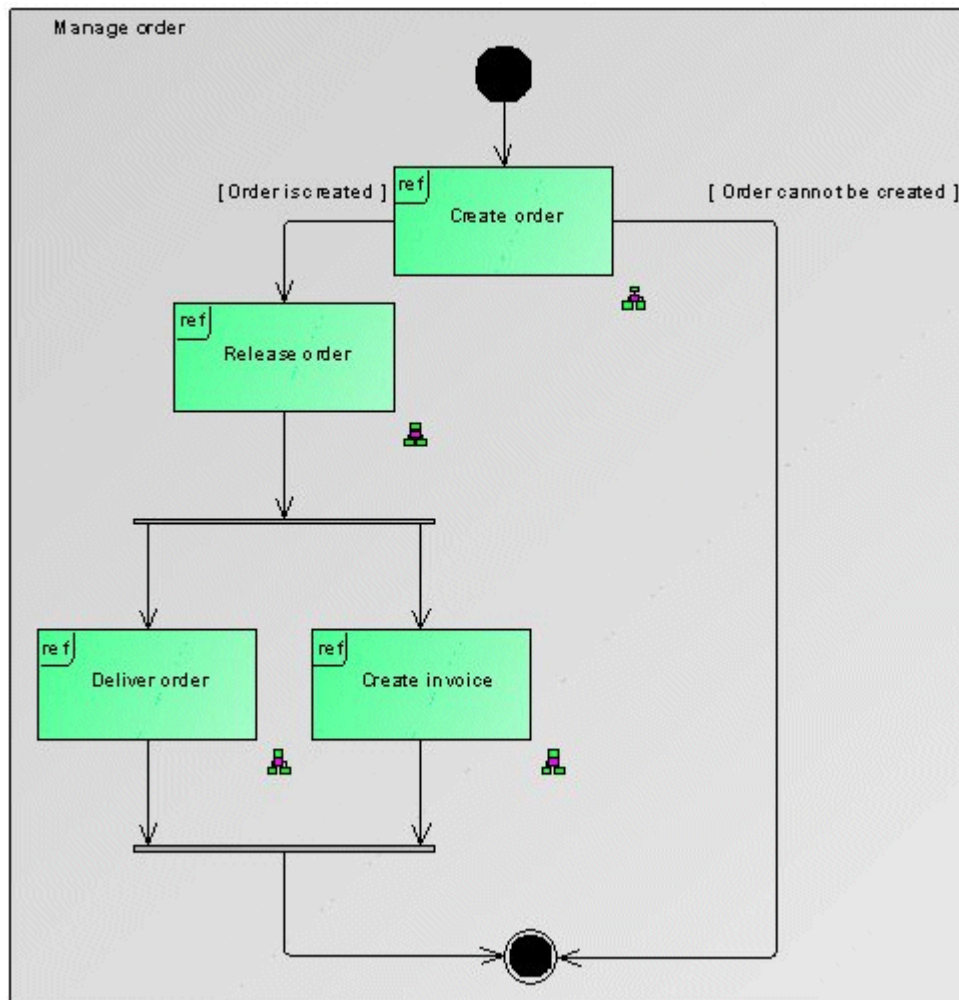 Manage order
ref
[ Order is created ]
[ Order cannot be created ]
Create order
ref
Release order
ref
Deliver order
ref
Create invoice